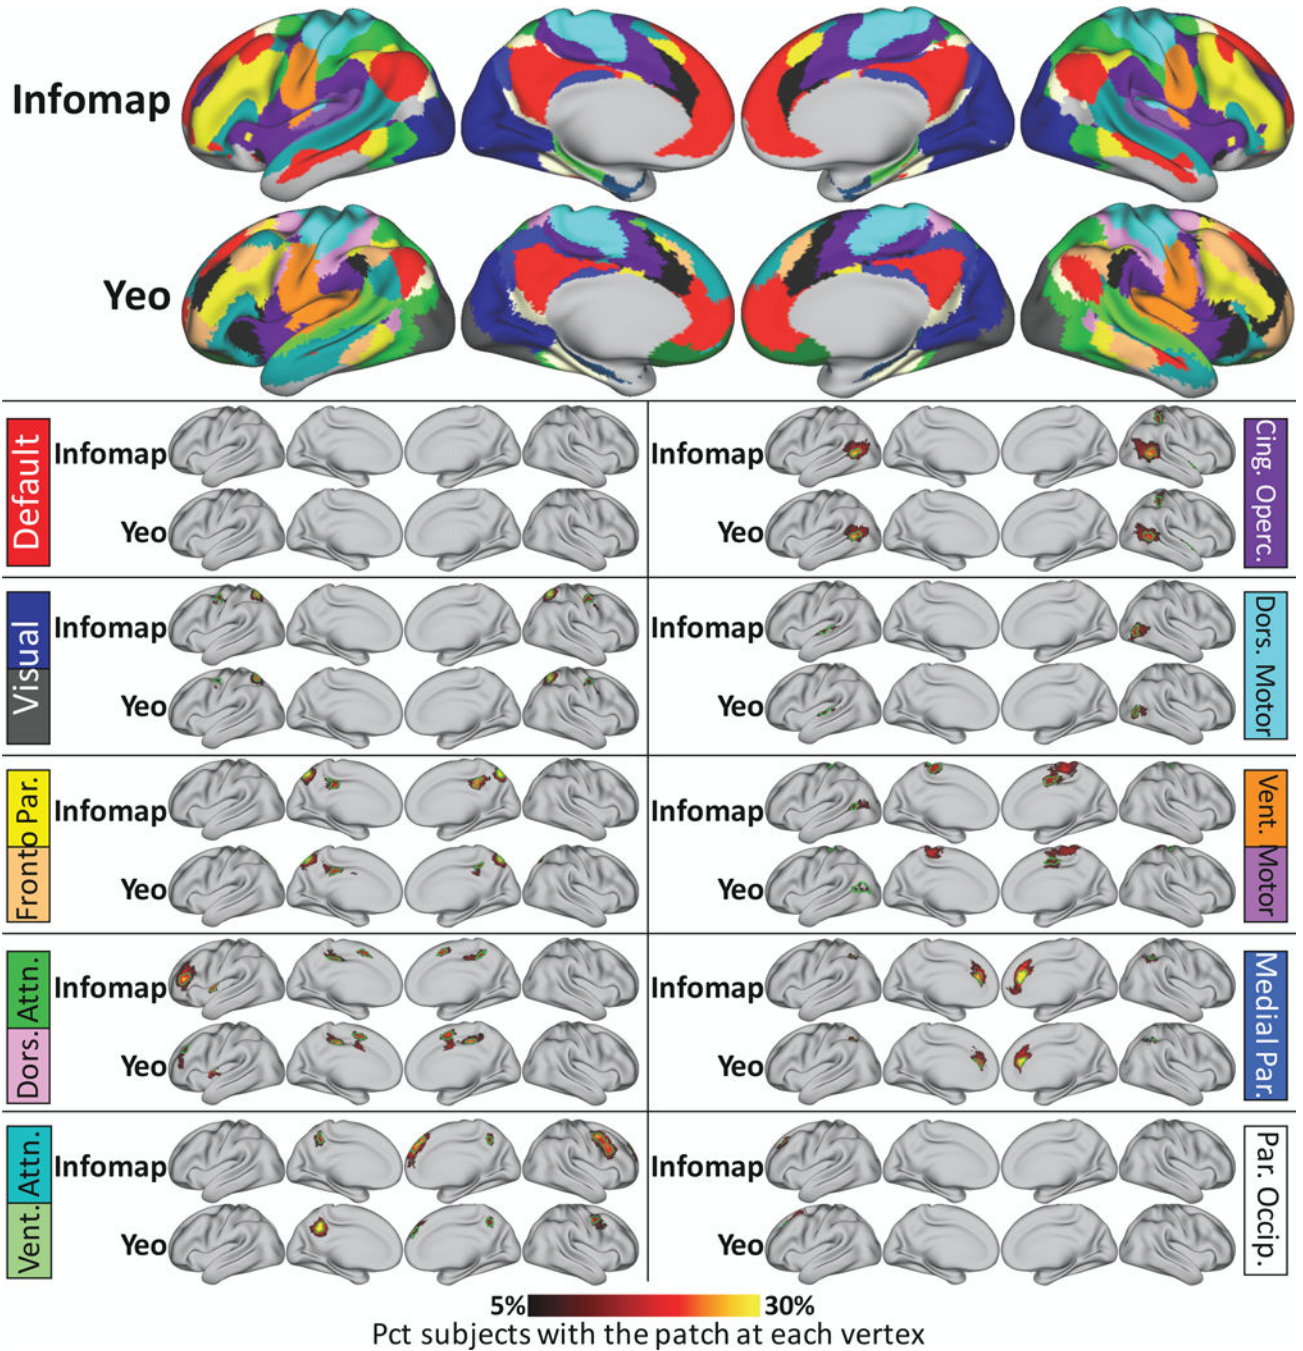 Infomap
Yeo
Default
Infomap
Yeo
Infomap
Yeo
Cing. Operc.
Visual
Infomap
Yeo
Infomap
Yeo
Dors. Motor
Fronto Par.
Infomap
Yeo
Infomap
Yeo
Vent. Motor
Dors. Attn.
Infomap
Yeo
Infomap
Yeo
Medial Par.
Vent. Attn.
Infomap
Yeo
Infomap
Yeo
Par. Occip.
5% 30%
Pct subjects with the patch at each vertex